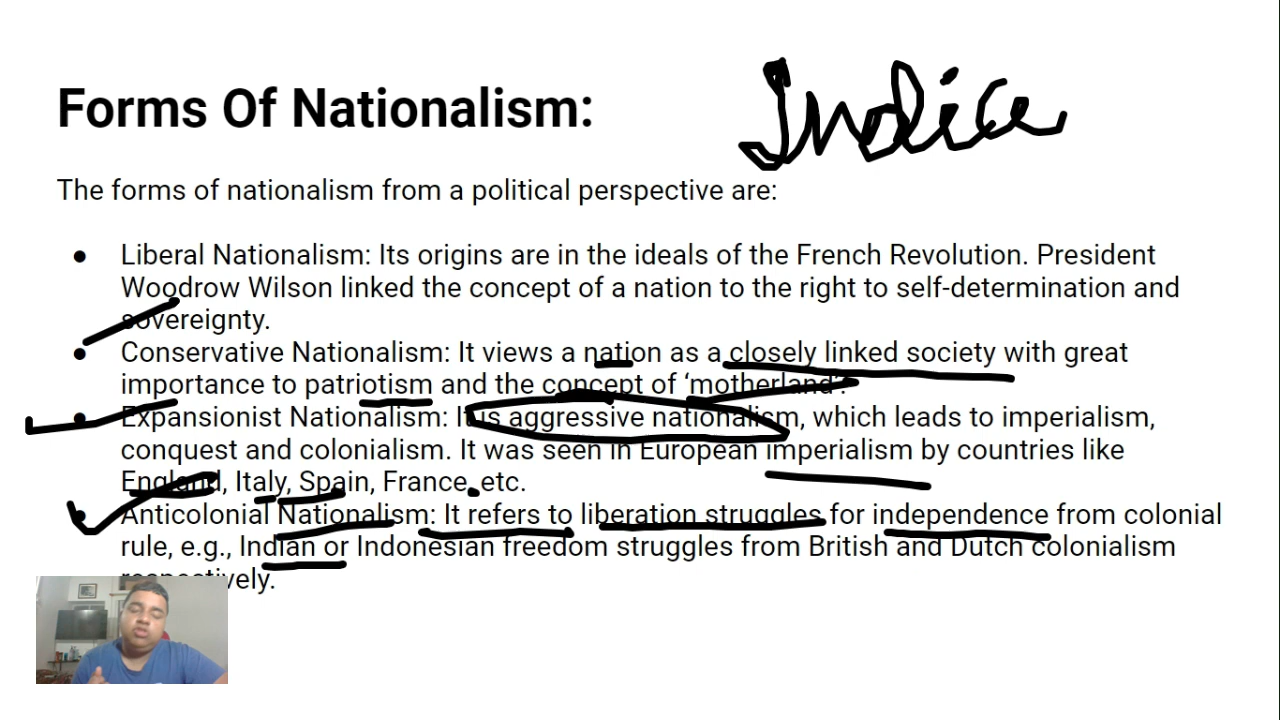 Forms Of Nationalism:
India
The forms of nationalism from a political perspective are:
● Liberal Nationalism: Its origins are in the ideals of the French Revolution. President
Woodrow Wilson linked the concept of a nation to the right to self-determination and
sovereignty.
● Conservative Nationalism: It views a nation as a closely linked society with great
importance to patriotism and the concept of ‘motherland’.
● Expansionist Nationalism: It is aggressive nationalism, which leads to imperialism,
conquest and colonialism. It was seen in European imperialism by countries like
England, Italy, Spain, France, etc.
● Anticolonial Nationalism: It refers to liberation struggles for independence from colonial
rule, e.g., Indian or Indonesian freedom struggles from British and Dutch colonialism
respectively.